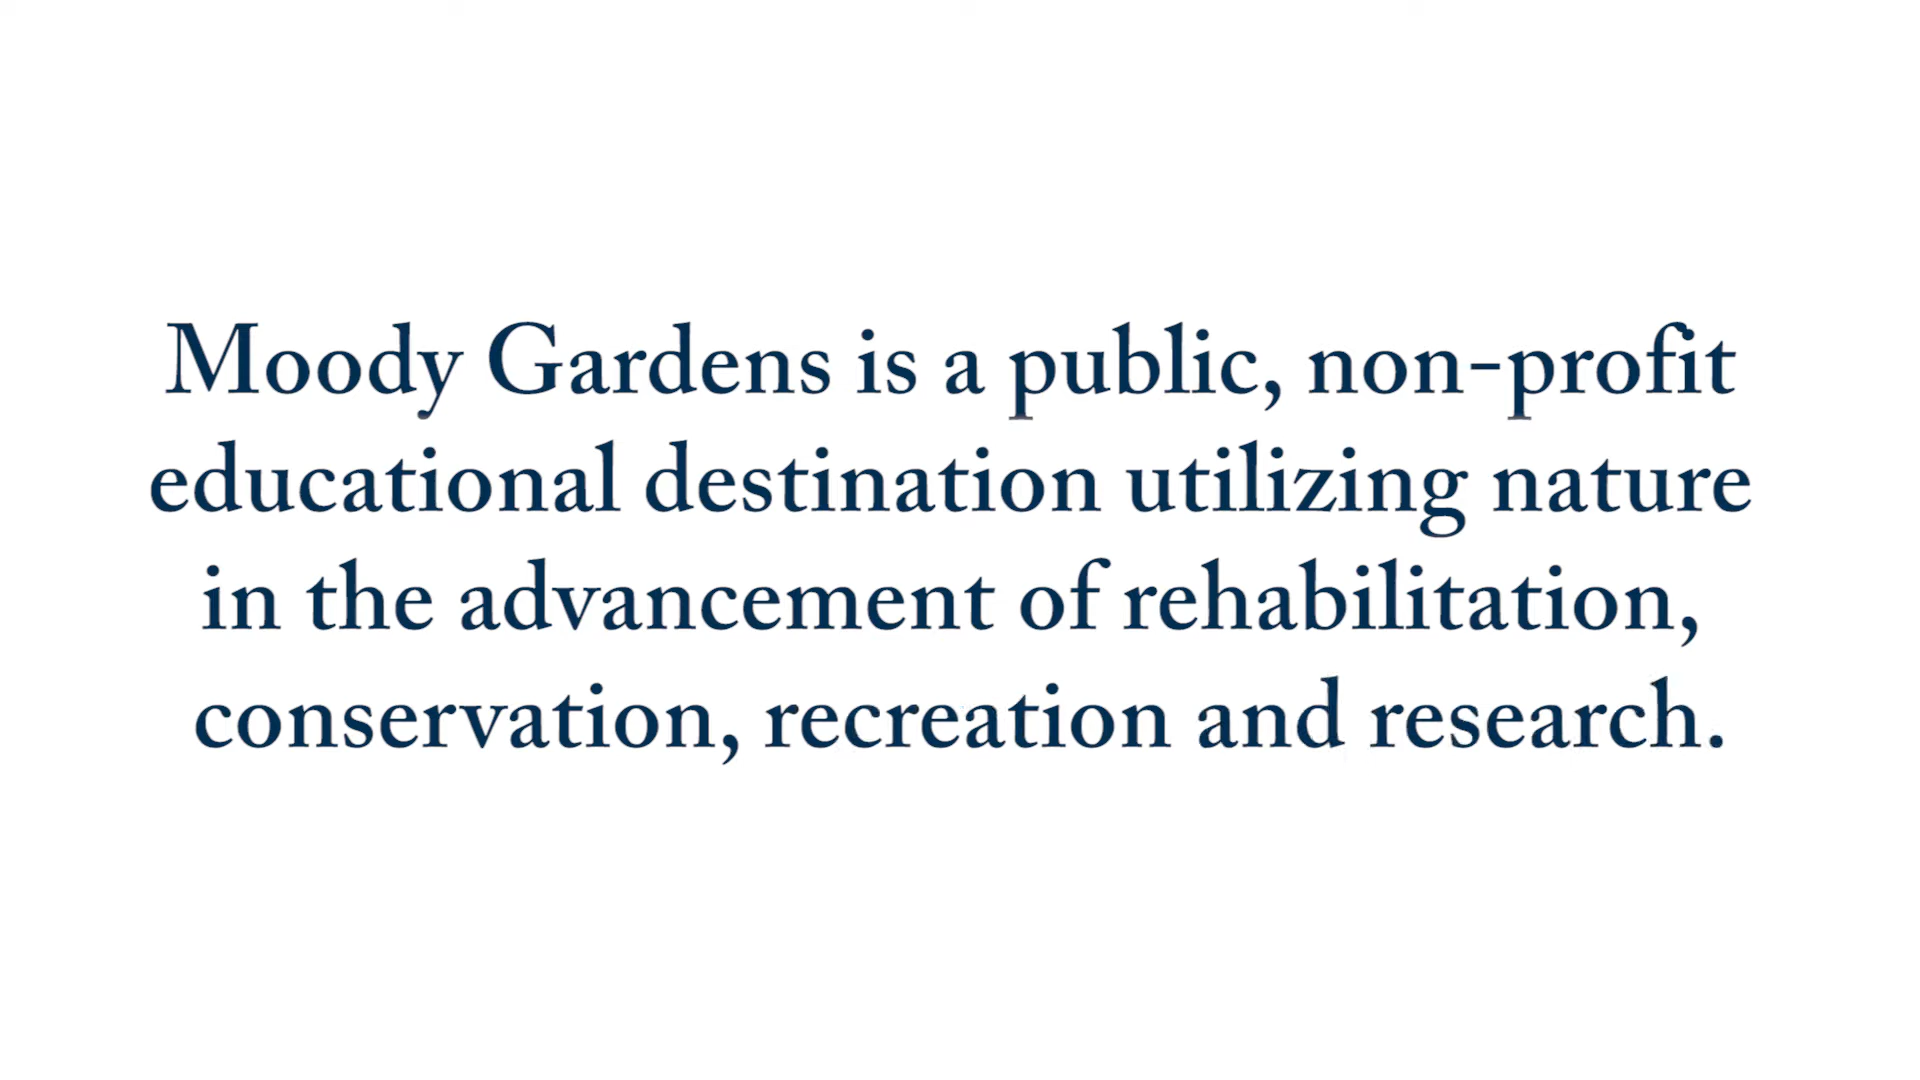 Moody Gardens is a public, non-profit
educational destination utilizing nature
in the advancement of rehabilitation,
conservation, recreation and research.